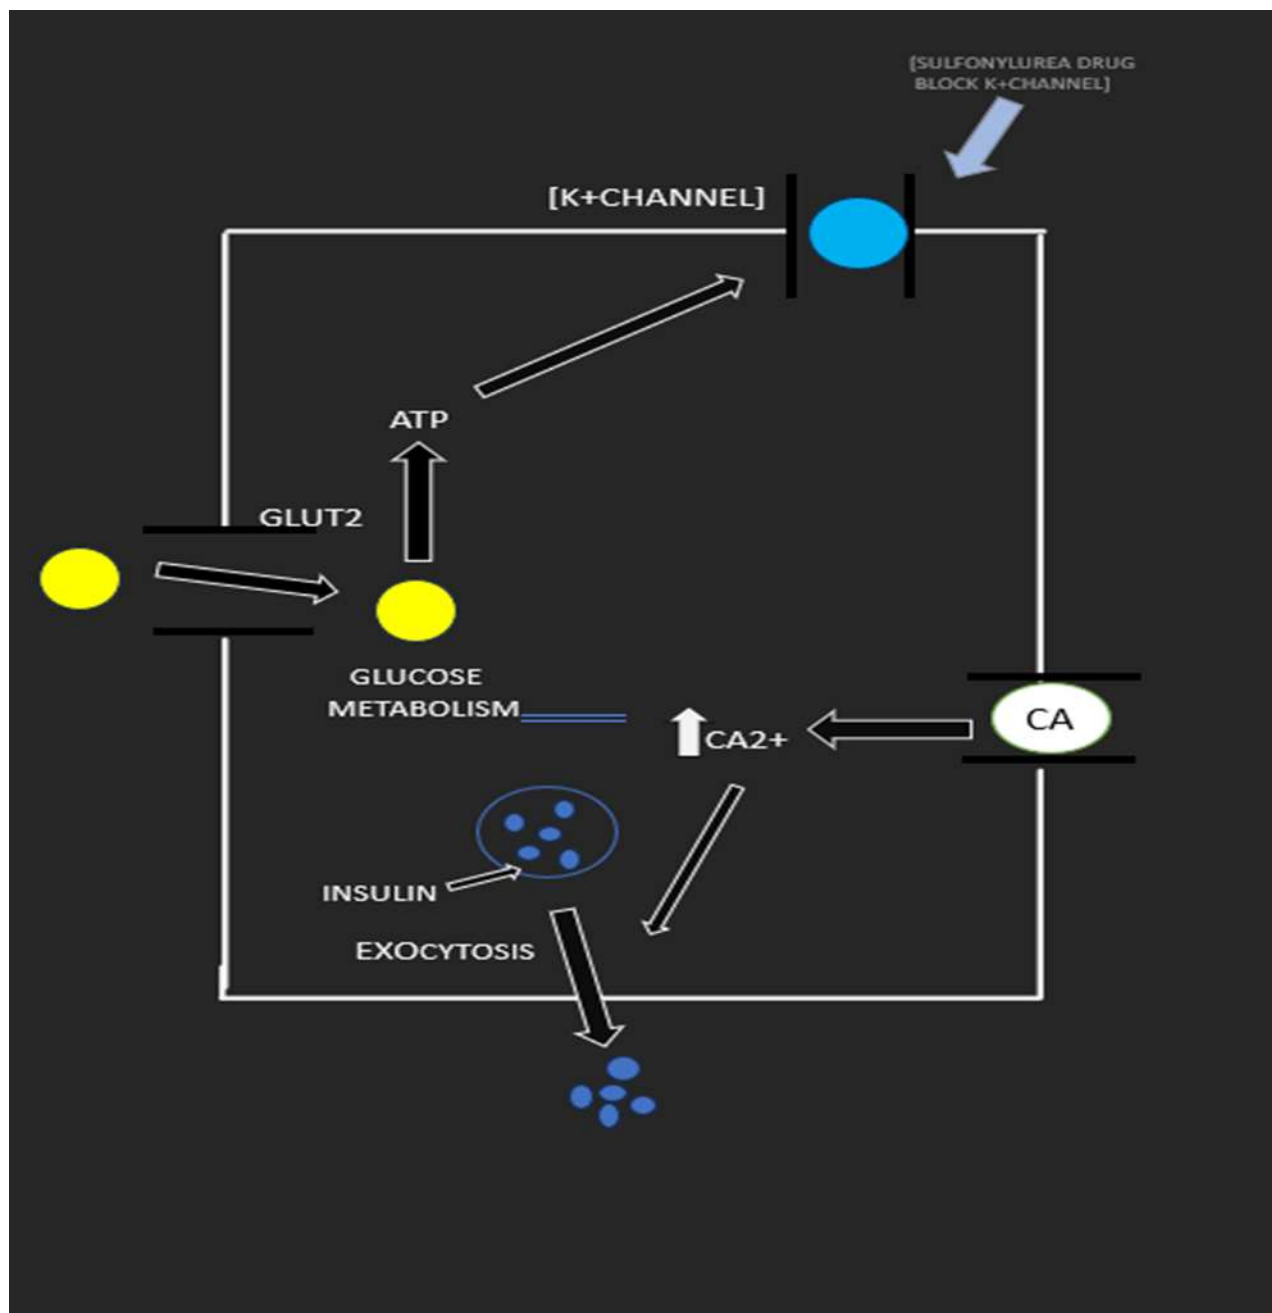 [SULFONYLUREA DRUG
BLOCK K+CHANNEL]
[K+CHANNEL]
ATP
GLUT2
GLUCOSE
METABOLISM
CA
CA2+
INSULIN
EXOCYTOSIS